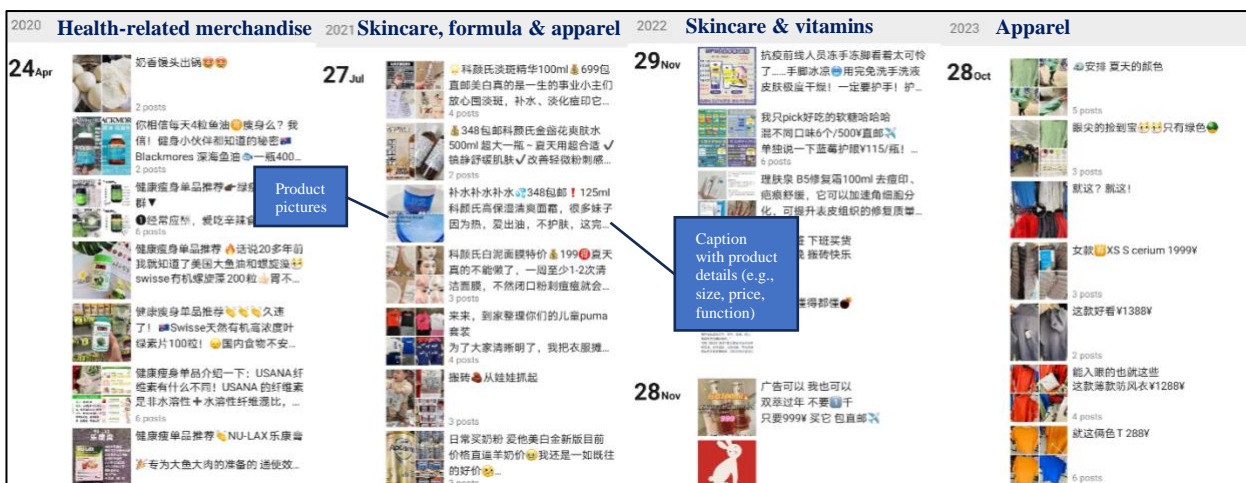 2020 Health-related merchandise
24Apr
奶香馒头出锅🥰🥰
2 posts
你相信每天4粒鱼油🙂瘦身么？我
信！健身小伙伴都知道的秘密🇦🇺
Blackmores 深海鱼油🐟一瓶400...
2 posts
健康瘦身单品推荐
群▼
❶经常应酬，爱吃辛辣食
6 posts
健康瘦身单品推荐 🔥话说20多年前
我就知道了美国大鱼油和螺旋藻
swisse有机螺旋藻200粒👍🏻胃不...
健康瘦身单品推荐👏👏👏久违
了！🇦🇺Swisse天然有机高浓度叶
绿素片100粒！😄国内食物不安...
健康瘦身单品介绍一下：USANA纤
维素有什么不同！USANA 的纤维素
是非水溶性＋水溶性纤维混比，...
6 posts
健康瘦单品推荐👏NU-LAX乐康膏
🎉专为大鱼大肉的准备的 通便效...
2021 Skincare, formula & apparel
27Jul
🌟科颜氏淡斑精华100ml💰699包
直邮美白真的是一生的事业小主们
放心囤淡斑、补水、淡化痘印它...
4 posts
💰348包邮科颜氏金盏花爽肤水
500ml 超大一瓶～夏天用超合适 ✓
镇静舒缓肌肤✓改善轻微粉刺感...
2 posts
补水补水补水💦348包邮❗125ml
科颜氏高保湿清爽面霜，很多妹子
因为热，爱出油，不护肤，这完...
科颜氏白泥面膜特价💰199🉐夏天
真的不能做了，一周至少1-2次清
洁面膜，不然闭口粉刺痘痘就会...
3 posts
来来，到家整理你们的儿童puma
套装
为了大家清晰明了，我把衣服摊...
4 posts
搬砖🌰从娃娃抓起
3 posts
日常买奶粉 爱他美白金新版目前
价格直逼羊奶价😄我还是一如既往
的好价😘...
Product
pictures
Caption
with product
details (e.g.,
size, price,
function)
2022 Skincare & vitamins
29Nov
抗疫前线人员冻手冻脚看着太可怜
了......手脚冰凉🥶用完免洗手洗液
皮肤极度干燥！一定要护手！护...
我只pick好吃的软糖哈哈哈
混不同口味6个/500¥直邮✈️
单独说一下蓝莓护眼¥115/瓶！...
6 posts
理肤泉 B5修复霜100ml 去痘印、
疤痕舒缓，它可以加速角细胞分
化，可提升表皮组织的修复质量...
下班买货
搬砖快乐
懂得都懂💣
28Nov
广告可以 我也可以
双萃过年 不要1️⃣千
只要999¥ 买它 包直邮✈️
999
2023 Apparel
28Oct
安排 夏天的颜色
5 posts
眼尖的捡到宝只有绿色
3 posts
就这？就这！
女款🈶XS S cerium 1999¥
3 posts
这款好看¥1388¥
2 posts
能入眼的也就这些
这款薄款防风衣¥1288¥
4 posts
就这俩色T 288¥
6 posts